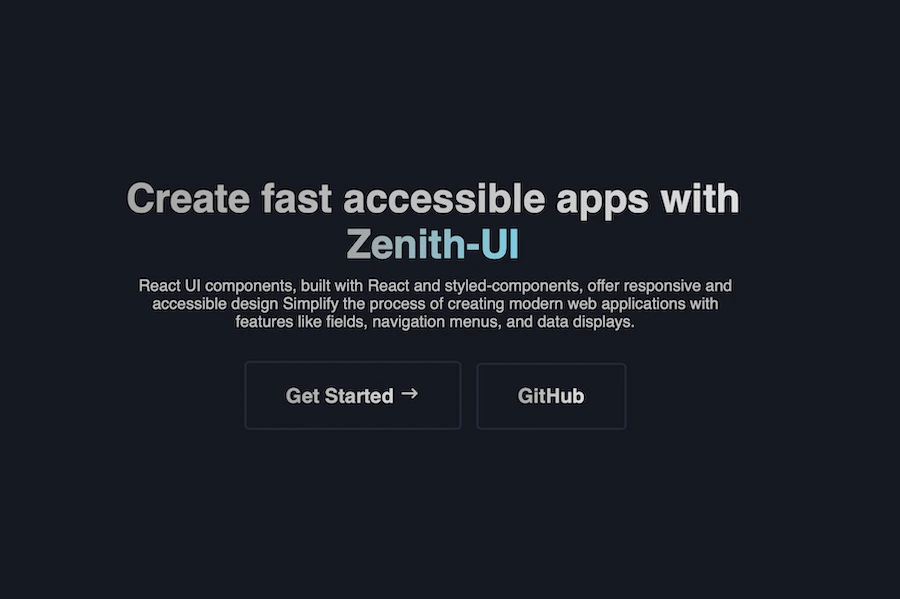 Create fast accessible apps with
Zenith-UI
React UI components, built with React and styled-components, offer responsive and
accessible design Simplify the process of creating modern web applications with
features like fields, navigation menus, and data displays.
Get Started →
GitHub